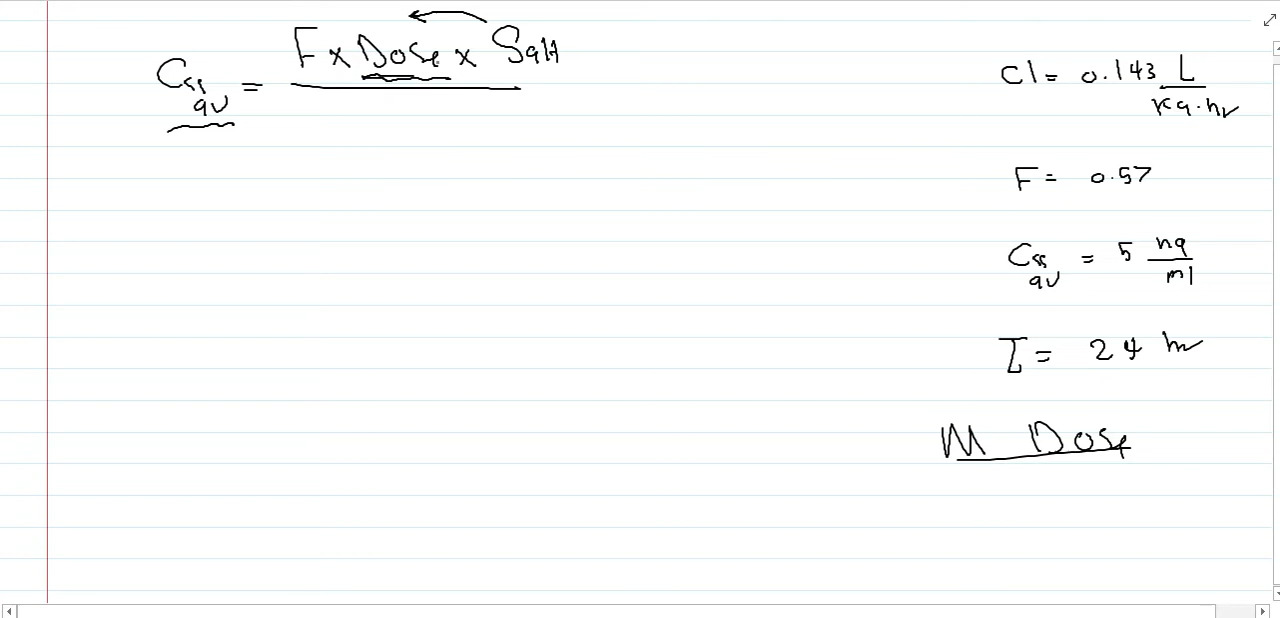 Css av = F x Dose x Salt
Cl = 0.143 L / Kg.hr
F = 0.57
Css av = 5 ng / ml
τ = 24 hr
M Dose